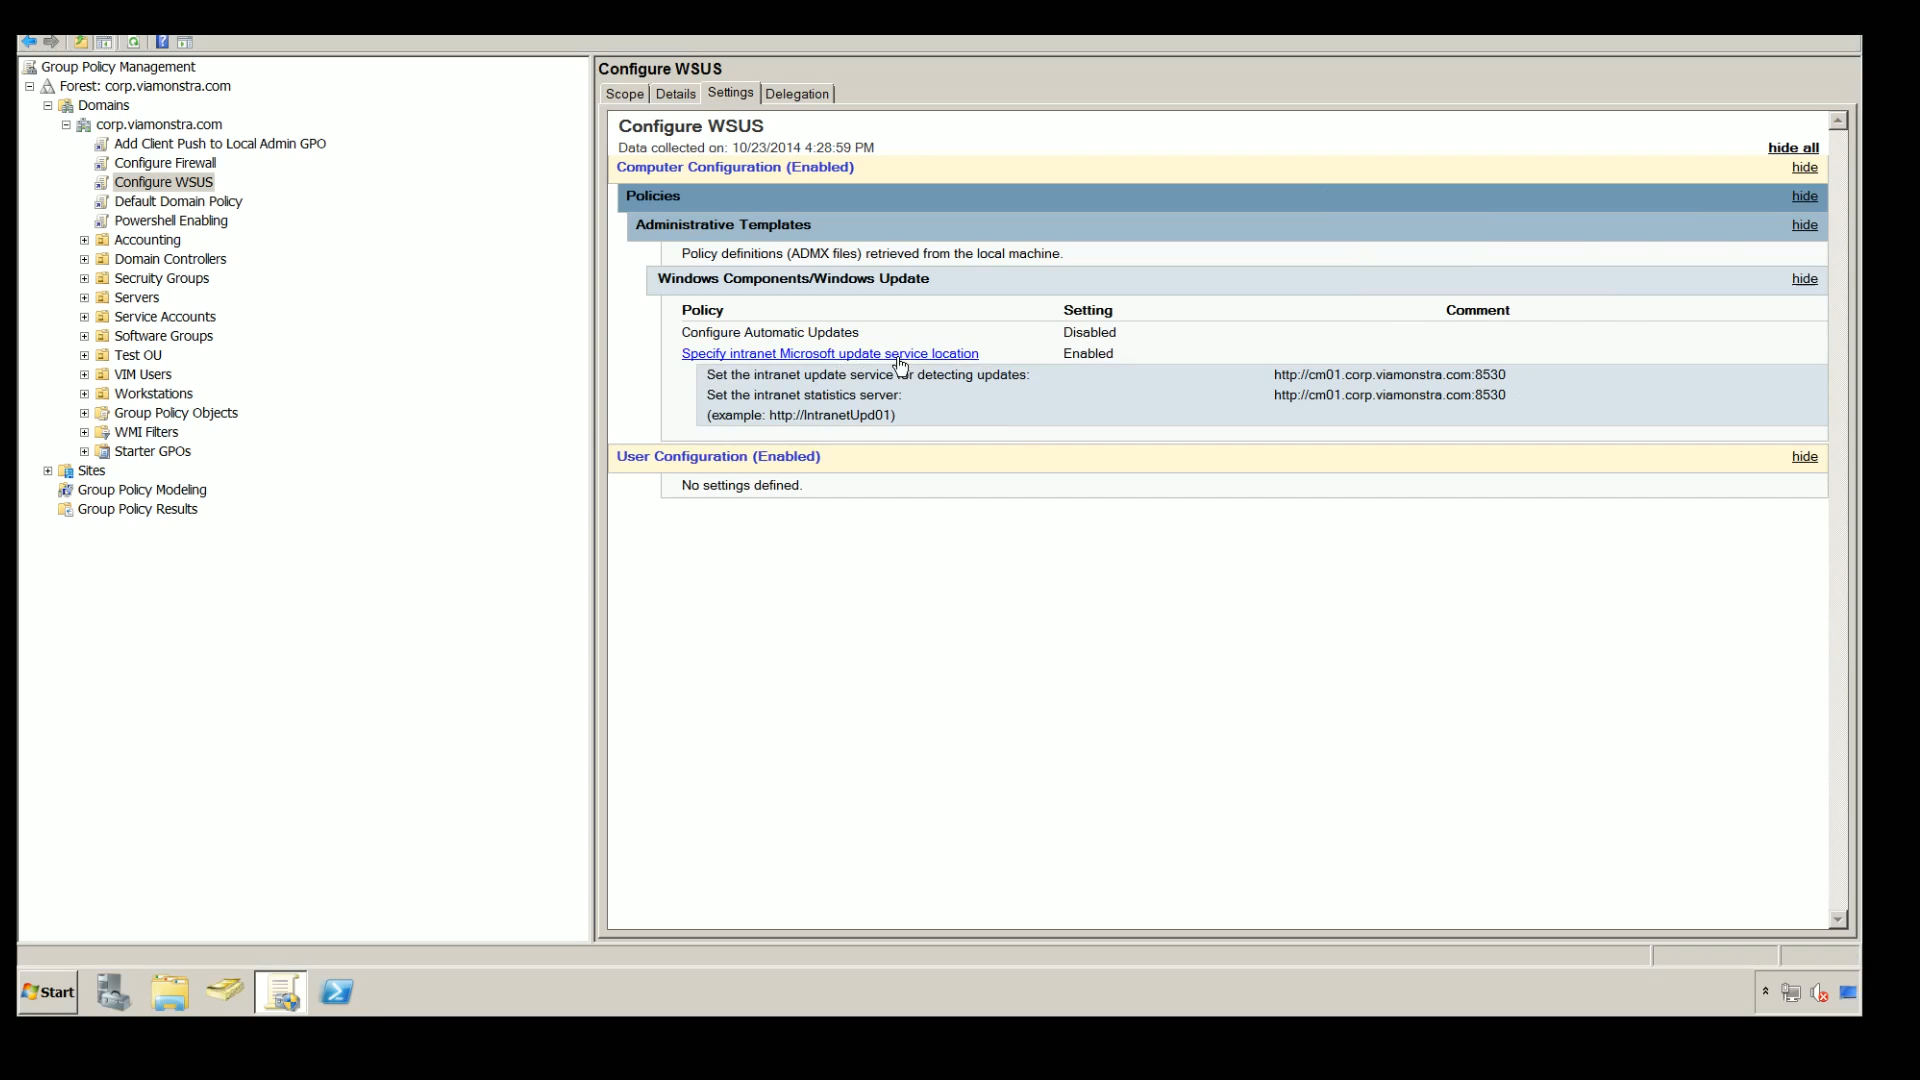 Group Policy Management
Forest: corp.viamonstra.com
Domains
corp.viamonstra.com
Add Client Push to Local Admin GPO
Configure Firewall
Configure WSUS
Default Domain Policy
Powershell Enabling
Accounting
Domain Controllers
Secruity Groups
Servers
Service Accounts
Software Groups
Test OU
VIM Users
Workstations
Group Policy Objects
WMI Filters
Starter GPOs
Sites
Group Policy Modeling
Group Policy Results
Configure WSUS
Scope Details Settings Delegation
Configure WSUS
Data collected on: 10/23/2014 4:28:59 PM hide all
Computer Configuration (Enabled) hide
Policies hide
Administrative Templates hide
Policy definitions (ADMX files) retrieved from the local machine.
Windows Components/Windows Update hide
Policy Setting Comment
Configure Automatic Updates Disabled
Specify intranet Microsoft update service location Enabled
Set the intranet update service for detecting updates: http://cm01.corp.viamonstra.com:8530
Set the intranet statistics server: http://cm01.corp.viamonstra.com:8530
(example: http://IntranetUpd01)
User Configuration (Enabled) hide
No settings defined.
Start